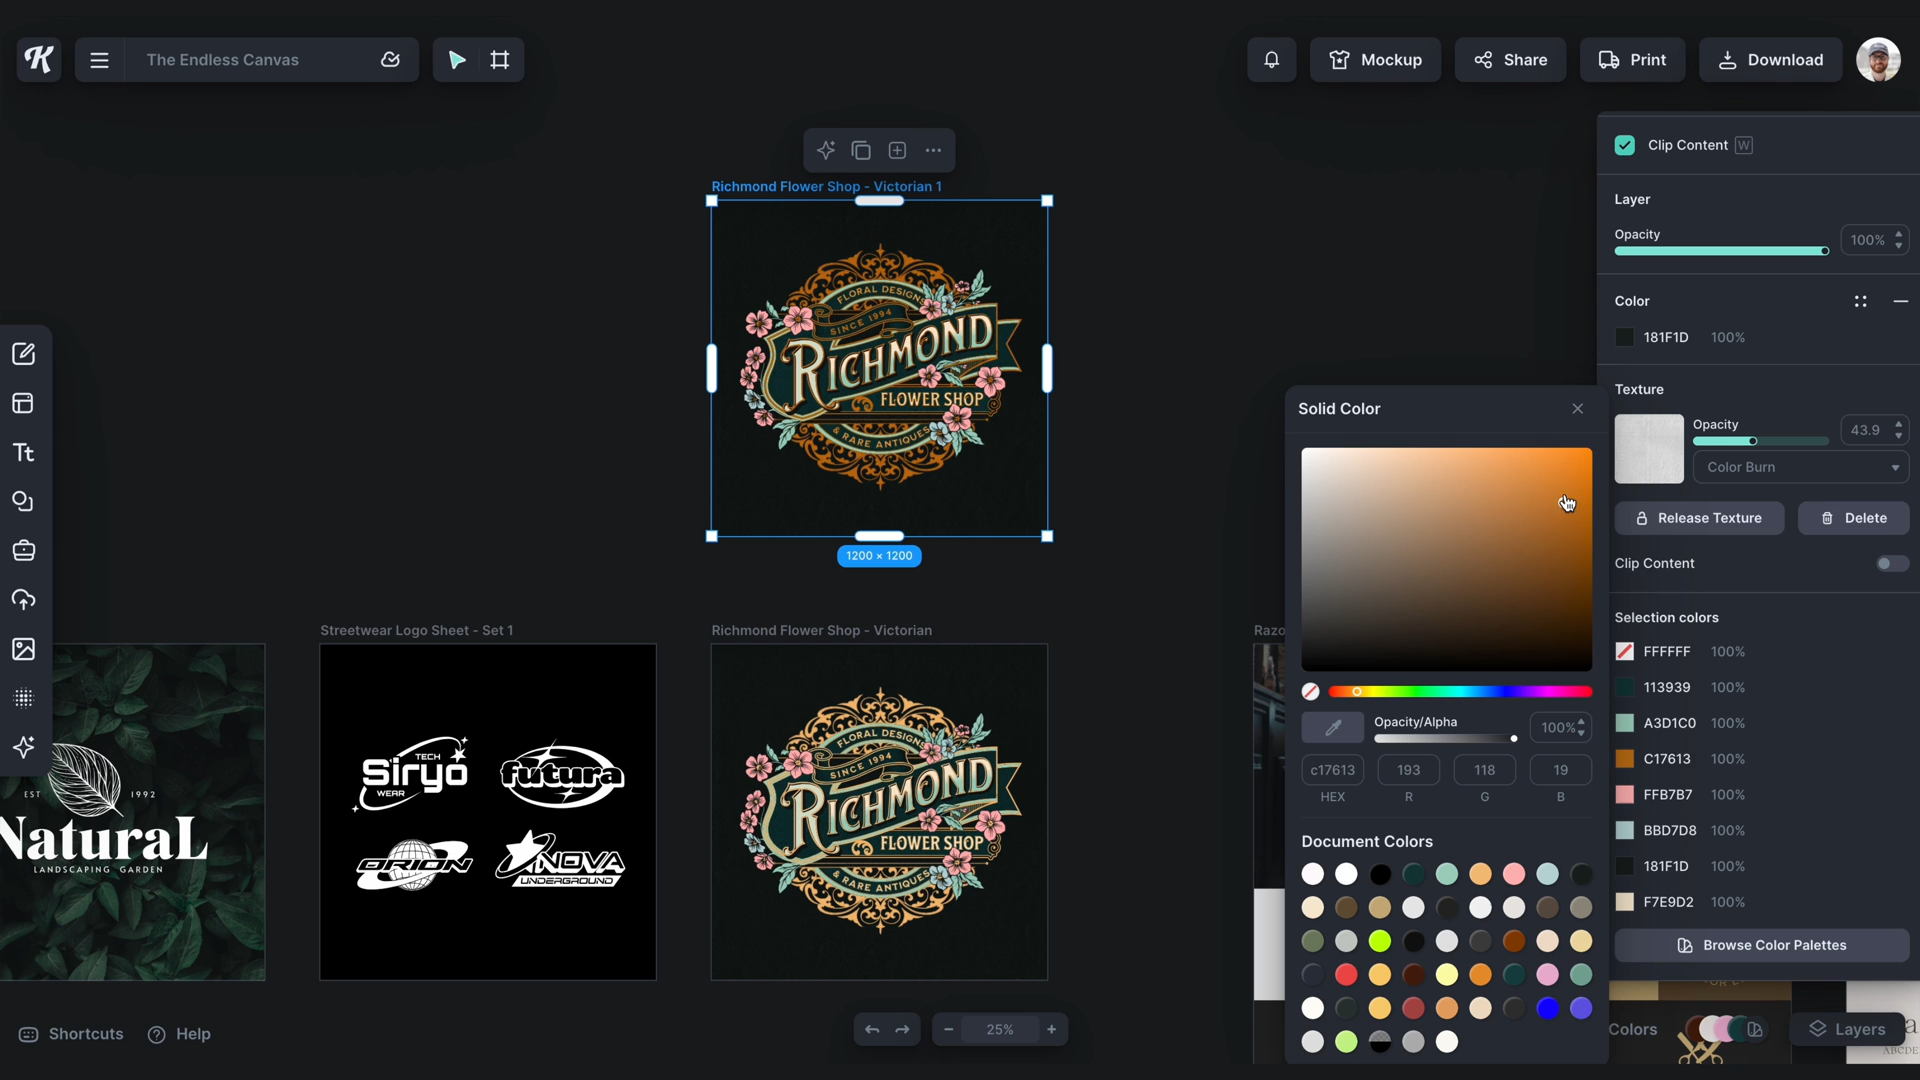 K
The Endless Canvas
Mockup
Share
Print
Download
Clip Content W
Layer
Opacity
100%
Color
181F1D 100%
Texture
Opacity
43.9
Color Burn
Release Texture
Delete
Clip Content
Selection colors
FFFFFF 100%
113939 100%
A3D1C0 100%
C17613 100%
FFB7B7 100%
BBD7D8 100%
181F1D 100%
F7E9D2 100%
Browse Color Palettes
Solid Color
Opacity/Alpha
100%
c17613 193 118 19
HEX R G B
Document Colors
Richmond Flower Shop - Victorian 1
FLORAL DESIGNS
SINCE 1994
RICHMOND
FLOWER SHOP
& RARE ANTIQUES
1200 × 1200
Tt
EST 1992
NaturaL
LANDSCAPING GARDEN
Streetwear Logo Sheet - Set 1
TECH
Siryo
WEAR
futura
ORION
NOVA
UNDERGROUND
Richmond Flower Shop - Victorian
FLORAL DESIGNS
SINCE 1994
RICHMOND
FLOWER SHOP
& RARE ANTIQUES
Razo
Shortcuts
Help
25%
Colors
Layers
ABCDE